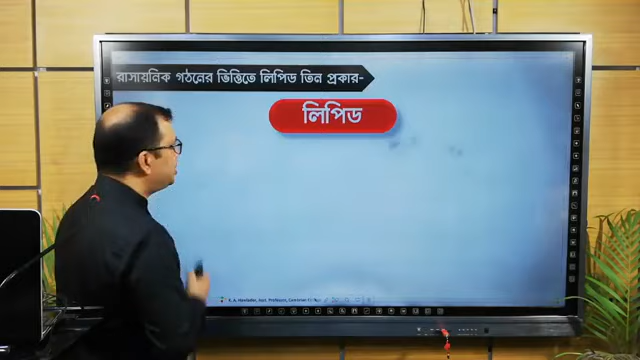 রাসায়নিক গঠনের ভিত্তিতে লিপিড তিন প্রকার-
লিপিড